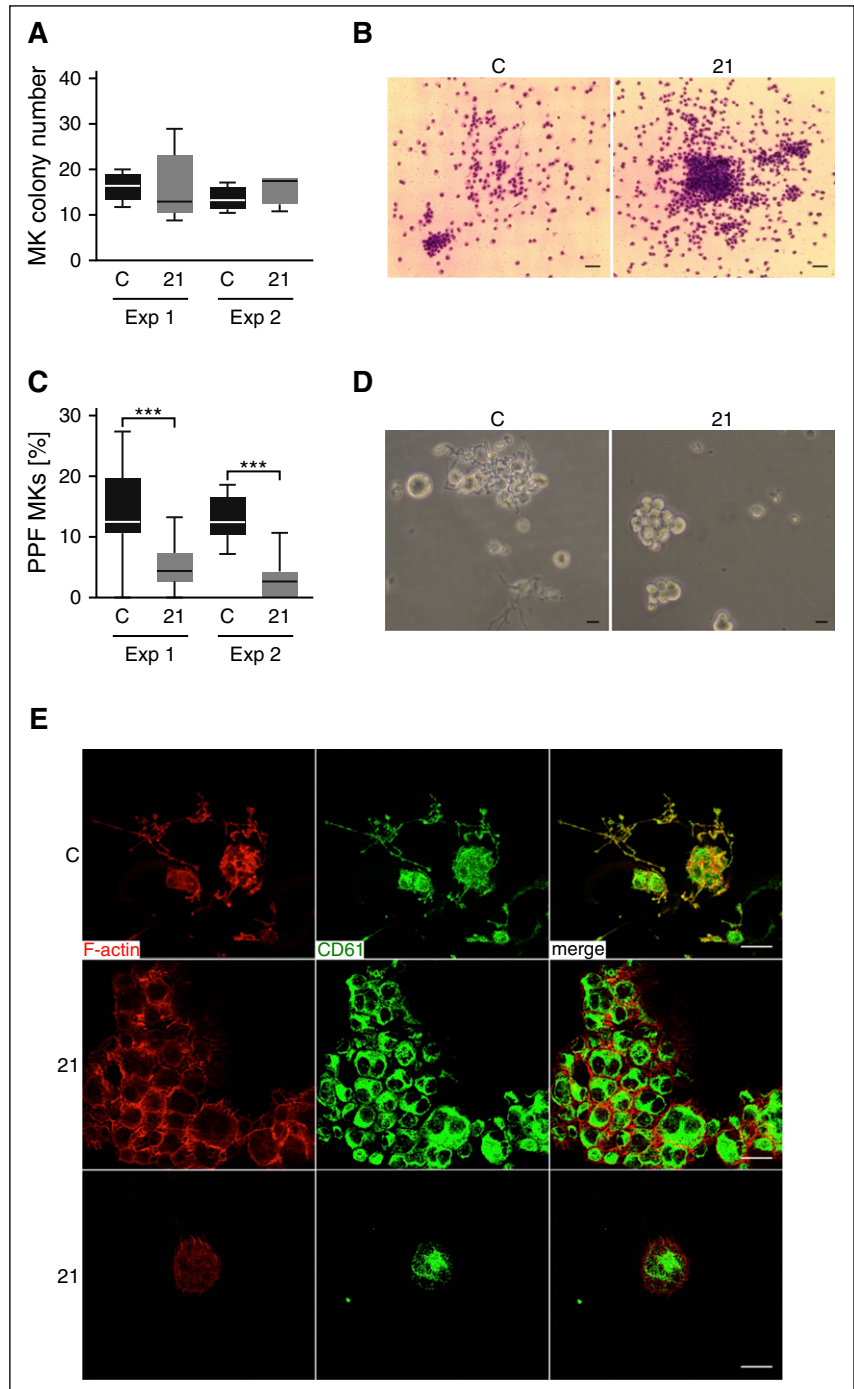 A
MK colony number
40
30
20
10
0
C 21 C 21
Exp 1 Exp 2
B
C 21
C
PPF MKs [%]
30
20
10
0
*** ***
C 21 C 21
Exp 1 Exp 2
D
C 21
E
C
F-actin CD61 merge
21
21